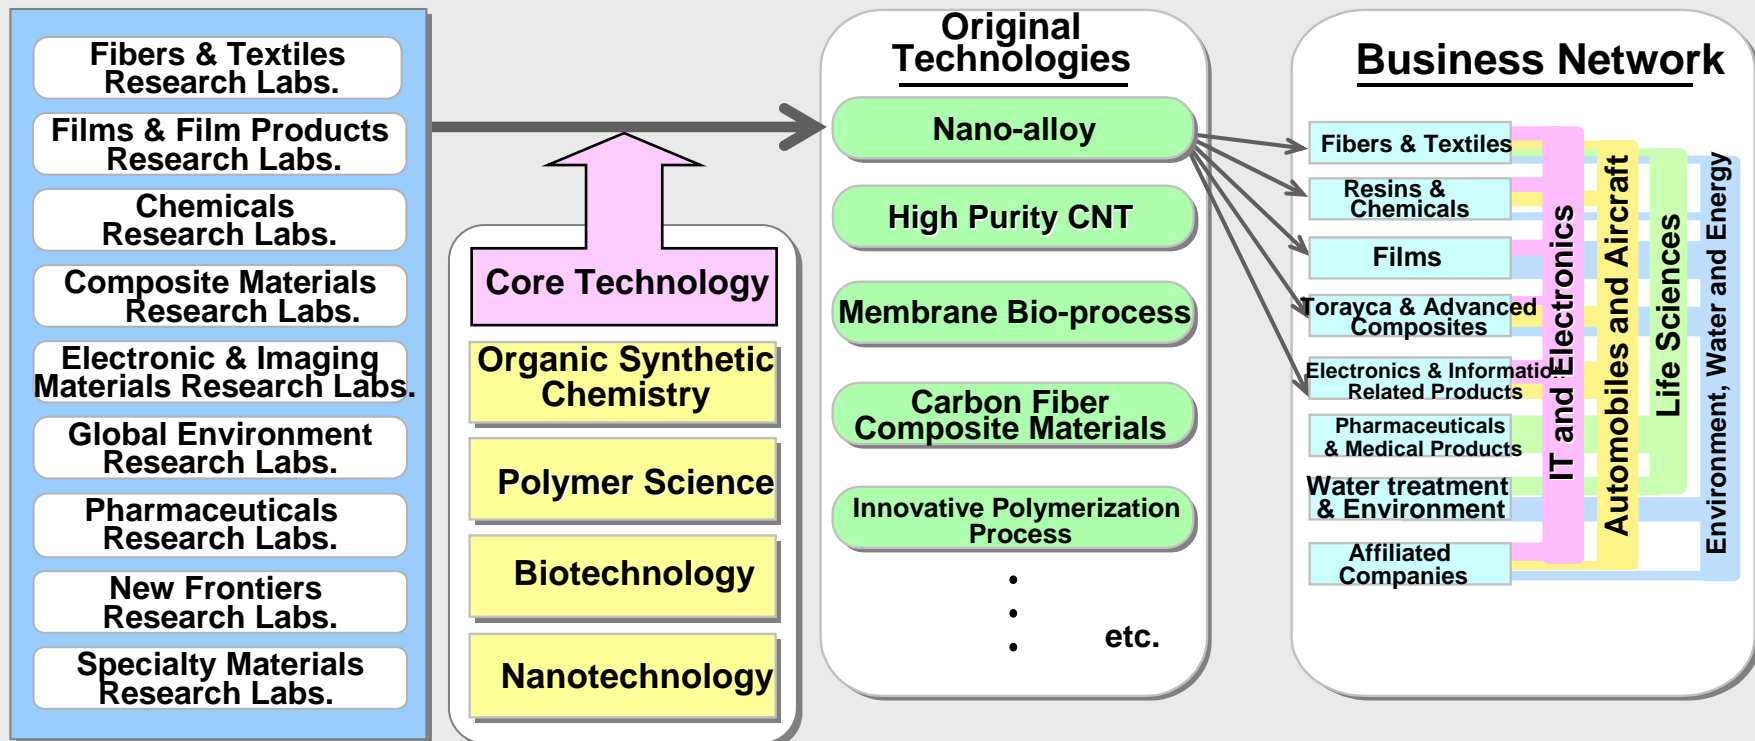 Fibers & Textiles
Research Labs.
Films & Film Products
Research Labs.
Chemicals
Research Labs.
Composite Materials
Research Labs.
Electronic & Imaging
Materials Research Labs.
Global Environment
Research Labs.
Pharmaceuticals
Research Labs.
New Frontiers
Research Labs.
Specialty Materials
Research Labs.
Core Technology
Organic Synthetic
Chemistry
Polymer Science
Biotechnology
Nanotechnology
Original
Technologies
Nano-alloy
High Purity CNT
Membrane Bio-process
Carbon Fiber
Composite Materials
Innovative Polymerization
Process
etc.
Business Network
Fibers & Textiles
Resins &
Chemicals
Films
Torayca & Advanced
Composites
Electronics & Information
Related Products
Pharmaceuticals
& Medical Products
Water treatment
& Environment
Affiliated
Companies
IT and Electronics
Automobiles and Aircraft
Life Sciences
Environment, Water and Energy